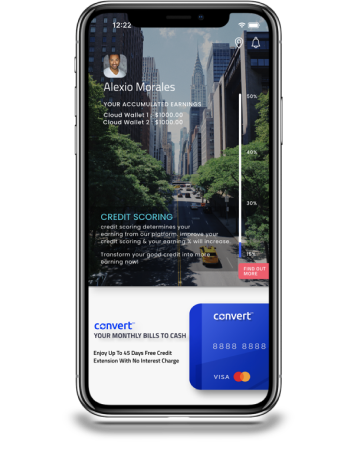 12:22
Alexio Morales
YOUR ACCUMULATED EARNINGS
Cloud Wallet 1 : $1000.00
Cloud Wallet 2 : $1000.00
50%
40%
30%
CREDIT SCORING
credit scoring determines your
earning from our platform, improve your
credit scoring & your earning % will increase.
Transform your good credit into more
earning now!
15%
FIND OUT
MORE
convert
YOUR MONTHLY BILLS TO CASH
Enjoy Up To 45 Days Free Credit
Extension With No Interest Charge
convert
8888 8888
VISA